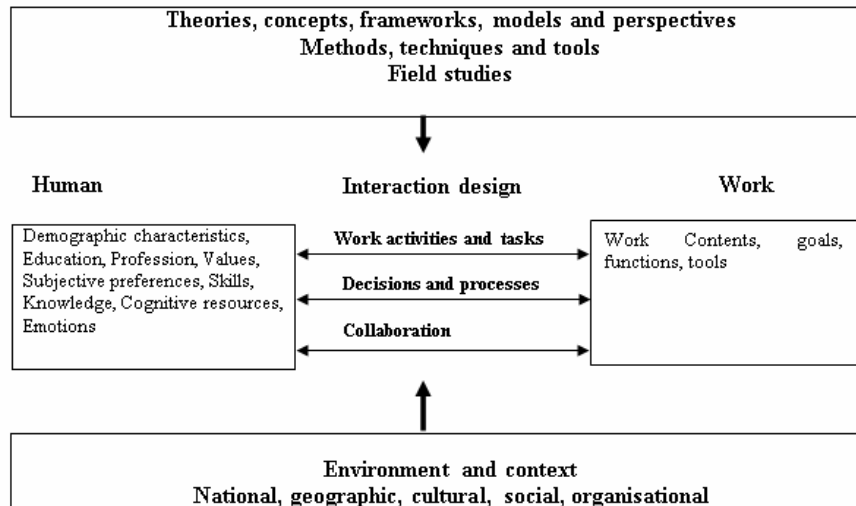 Theories, concepts, frameworks, models and perspectives
Methods, techniques and tools
Field studies
Human
Interaction design
Work
Demographic characteristics,
Education, Profession, Values,
Subjective preferences, Skills,
Knowledge, Cognitive resources,
Emotions
Work activities and tasks
Decisions and processes
Collaboration
Work Contents, goals,
functions, tools
Environment and context
National, geographic, cultural, social, organisational